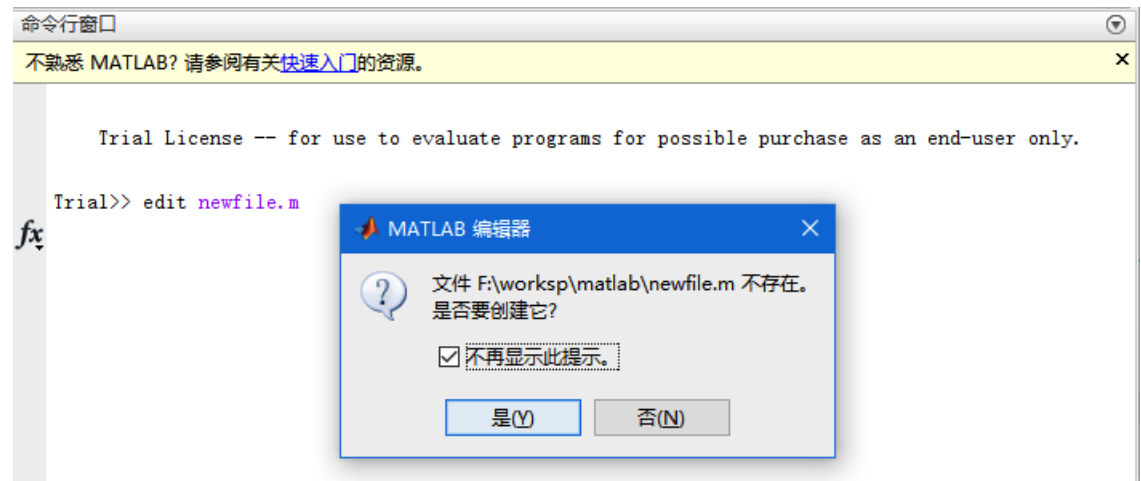 命令行窗口
不熟悉 MATLAB? 请参阅有关快速入门的资源。
Trial License -- for use to evaluate programs for possible purchase as an end-user only.
Trial>> edit newfile.m
fx
MATLAB 编辑器
文件 F:\worksp\matlab\newfile.m 不存在。
是否要创建它?
不再显示此提示。
是(Y) 否(N)